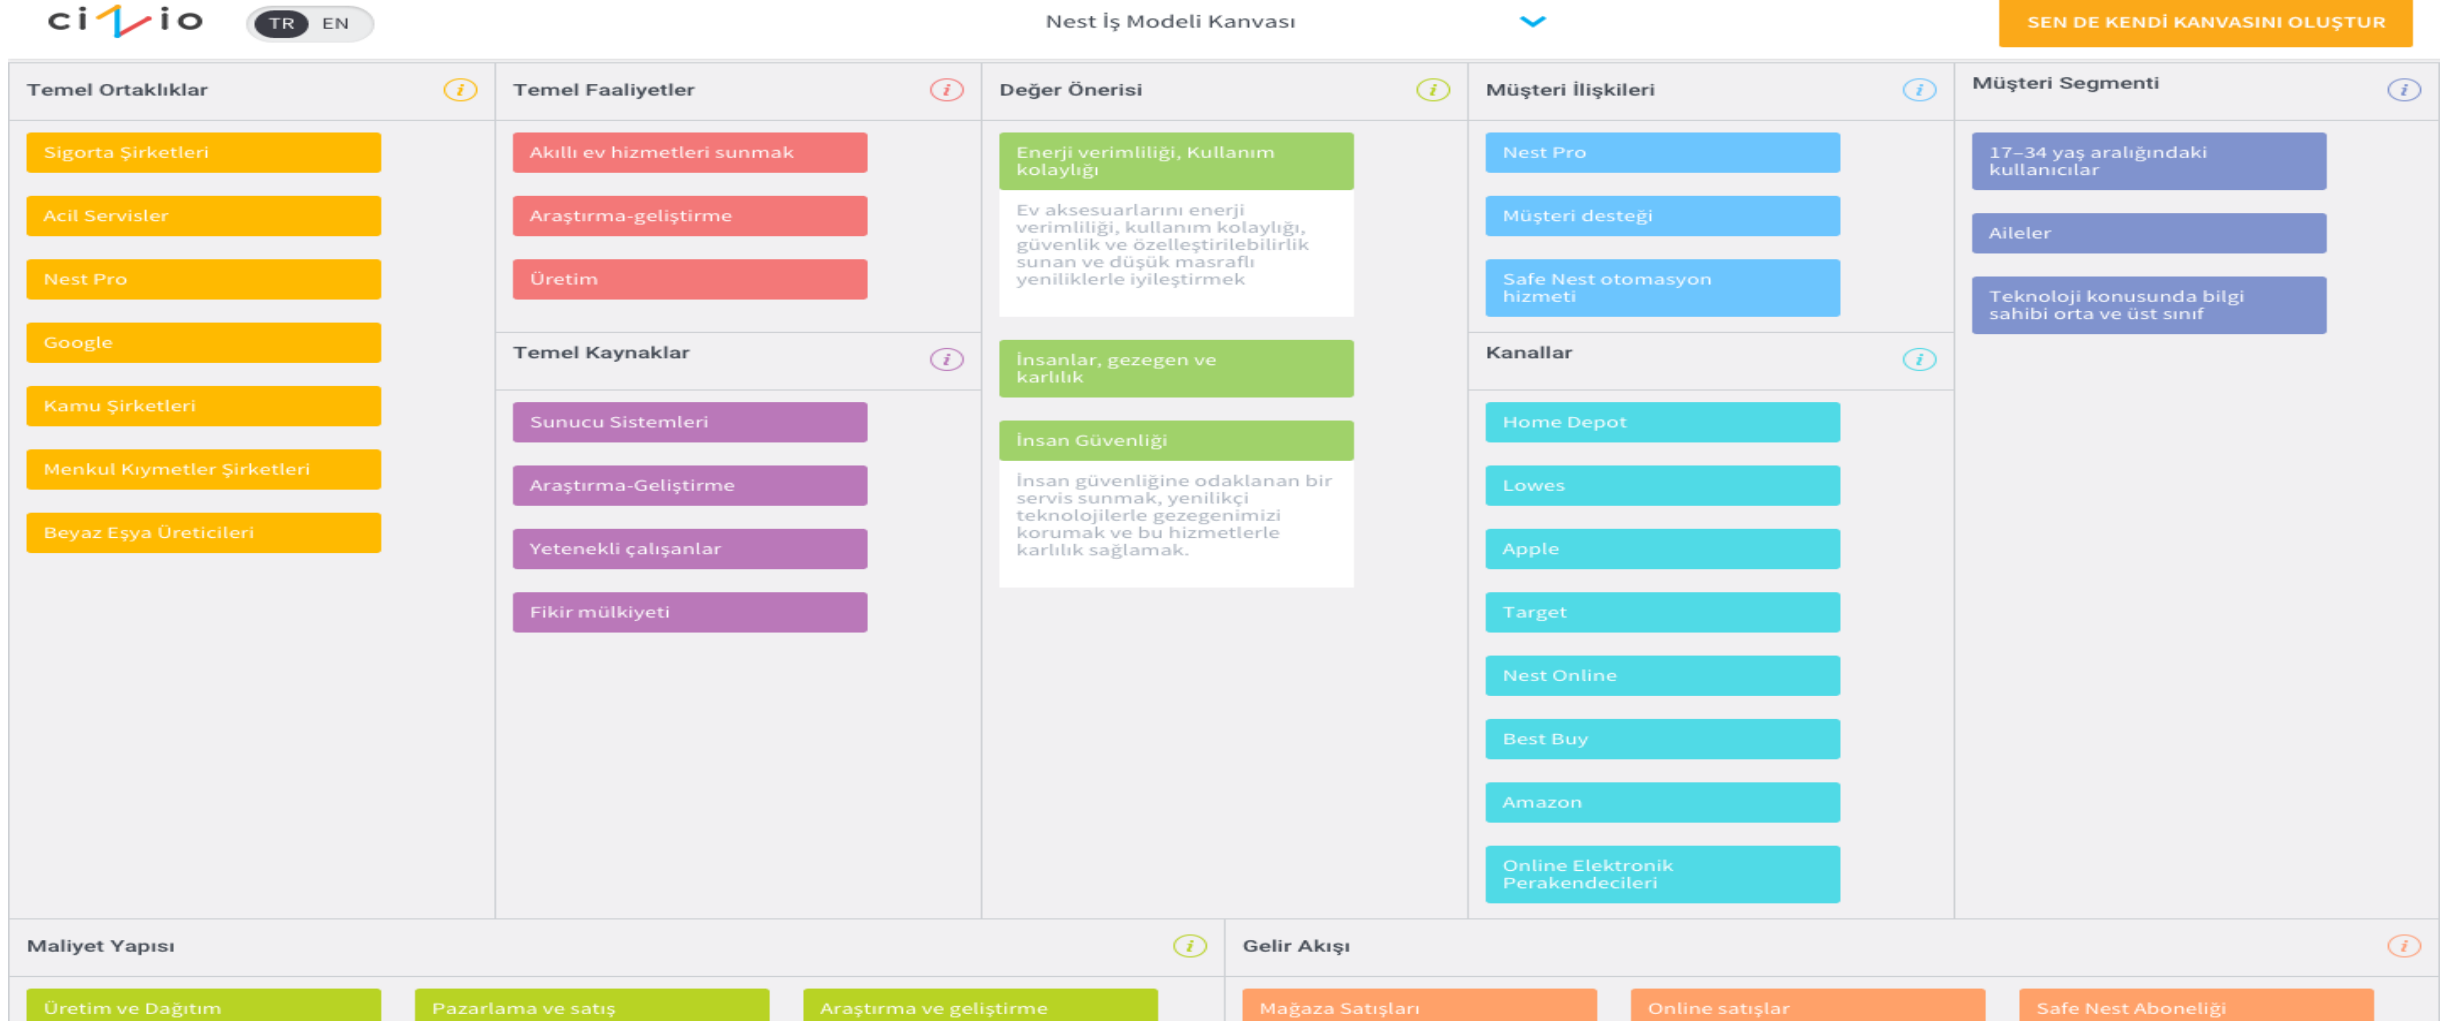 cizio
TR EN
Nest İş Modeli Kanvası
SEN DE KENDİ KANVASINI OLUŞTUR
Temel Ortaklıklar
Sigorta Şirketleri
Acil Servisler
Nest Pro
Google
Kamu Şirketleri
Menkul Kıymetler Şirketleri
Beyaz Eşya Üreticileri
Temel Faaliyetler
Akıllı ev hizmetleri sunmak
Araştırma-geliştirme
Üretim
Temel Kaynaklar
Sunucu Sistemleri
Araştırma-Geliştirme
Yetenekli çalışanlar
Fikir mülkiyeti
Değer Önerisi
Enerji verimliliği, Kullanım
kolaylığı
Ev aksesuarlarını enerji
verimliliği, kullanım kolaylığı,
güvenlik ve özelleştirilebilirlik
sunan ve düşük masraflı
yeniliklerle iyileştirmek
İnsanlar, gezegen ve
karlılık
İnsan Güvenliği
İnsan güvenliğine odaklanan bir
servis sunmak, yenilikçi
teknolojilerle gezegenimizi
korumak ve bu hizmetlerle
karlılık sağlamak.
Müşteri İlişkileri
Nest Pro
Müşteri desteği
Safe Nest otomasyon
hizmeti
Kanallar
Home Depot
Lowes
Apple
Target
Nest Online
Best Buy
Amazon
Online Elektronik
Perakendecileri
Müşteri Segmenti
17–34 yaş aralığındaki
kullanıcılar
Aileler
Teknoloji konusunda bilgi
sahibi orta ve üst sınıf
Maliyet Yapısı
Üretim ve Dağıtım
Pazarlama ve satış
Araştırma ve geliştirme
Gelir Akışı
Mağaza Satışları
Online satışlar
Safe Nest Aboneliği